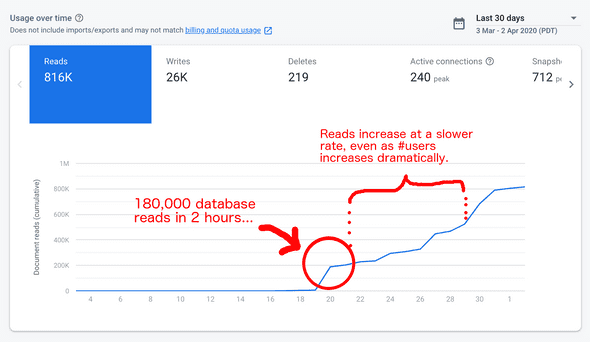 Usage over time
Does not include imports/exports and may not match billing and quota usage
Last 30 days
3 Mar - 2 Apr 2020 (PDT)
Reads
816K
Writes
26K
Deletes
219
Active connections
240 peak
Snapsh
712
Reads increase at a slower
rate, even as #users
increases dramatically.
180,000 database
reads in 2 hours...
Document reads (cumulative)
1M
800K
600K
400K
200K
0
4 6 8 10 12 14 16 18 20 22 24 26 28 30 1